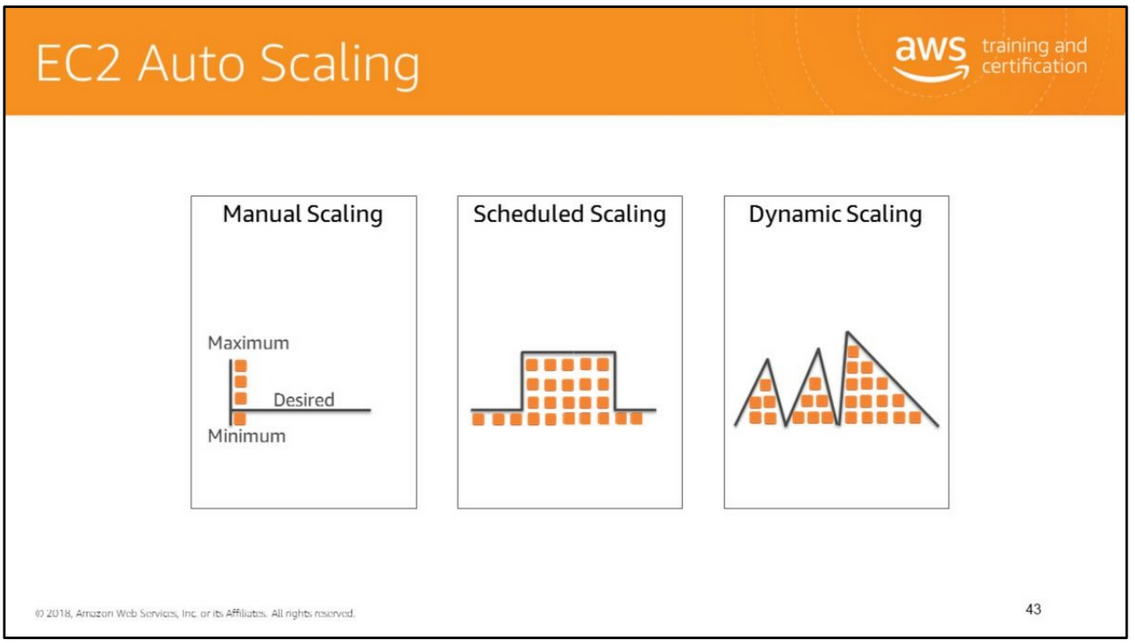 EC2 Auto Scaling
aws training and
certification
Manual Scaling
Maximum
Desired
Minimum
Scheduled Scaling
Dynamic Scaling
© 2018, Amazon Web Services, Inc. or its Affiliates. All rights reserved.
43